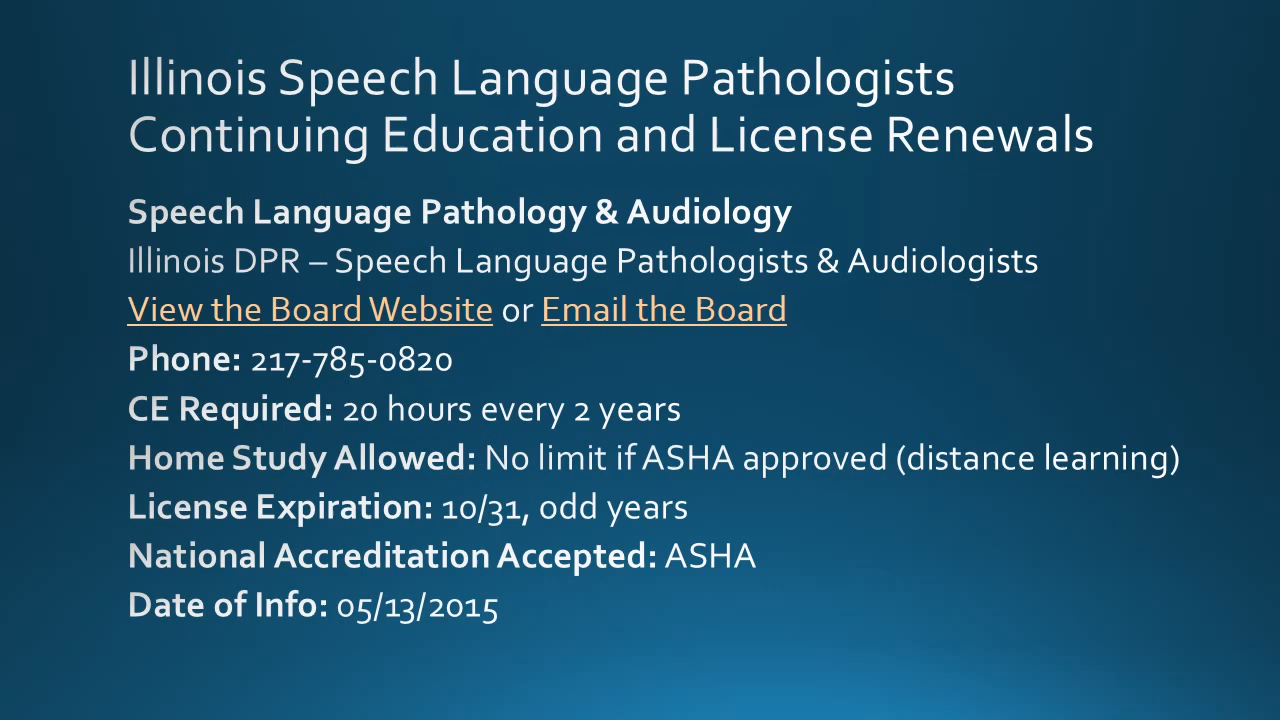 Illinois Speech Language Pathologists
Continuing Education and License Renewals
Speech Language Pathology & Audiology
Illinois DPR – Speech Language Pathologists & Audiologists
View the Board Website or Email the Board
Phone: 217-785-0820
CE Required: 20 hours every 2 years
Home Study Allowed: No limit if ASHA approved (distance learning)
License Expiration: 10/31, odd years
National Accreditation Accepted: ASHA
Date of Info: 05/13/2015